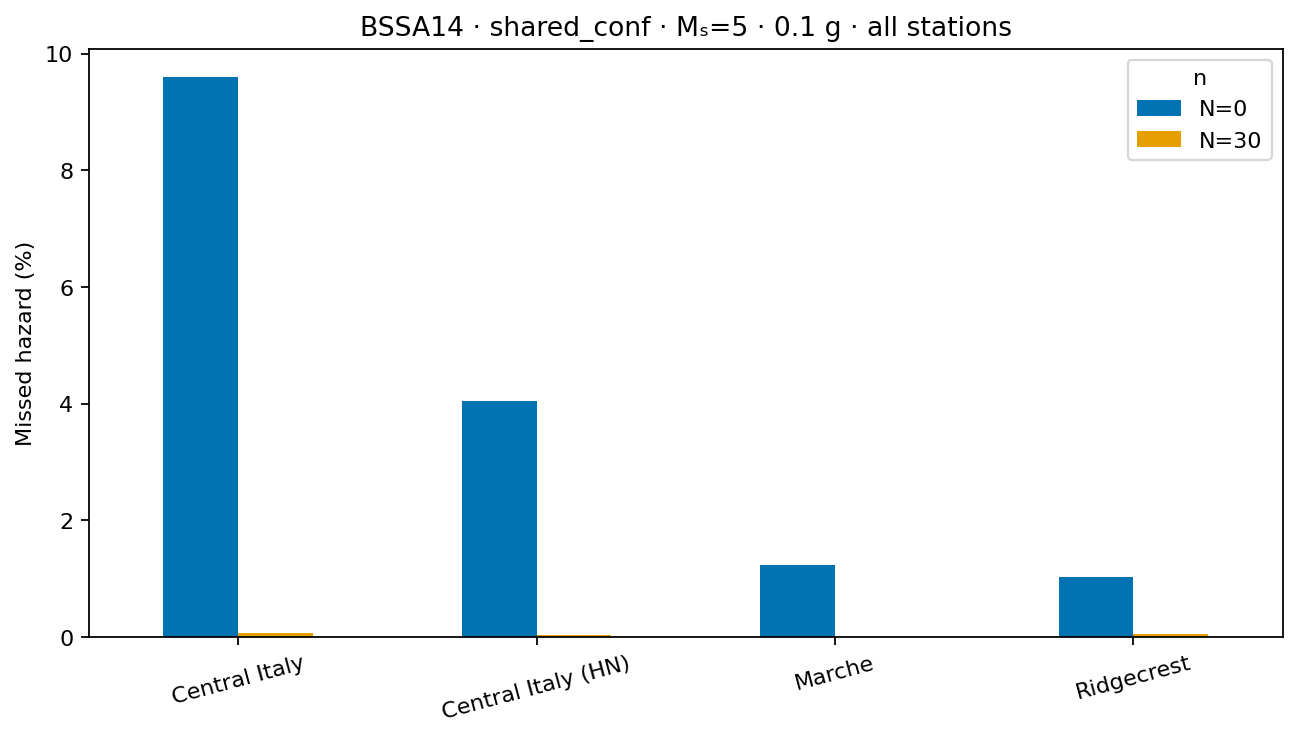 BSSA14 · shared_conf · Mₛ=5 · 0.1 g · all stations
n
N=0
N=30
Missed hazard (%)
10
8
6
4
2
0
Central Italy
Central Italy (HN)
Marche
Ridgecrest